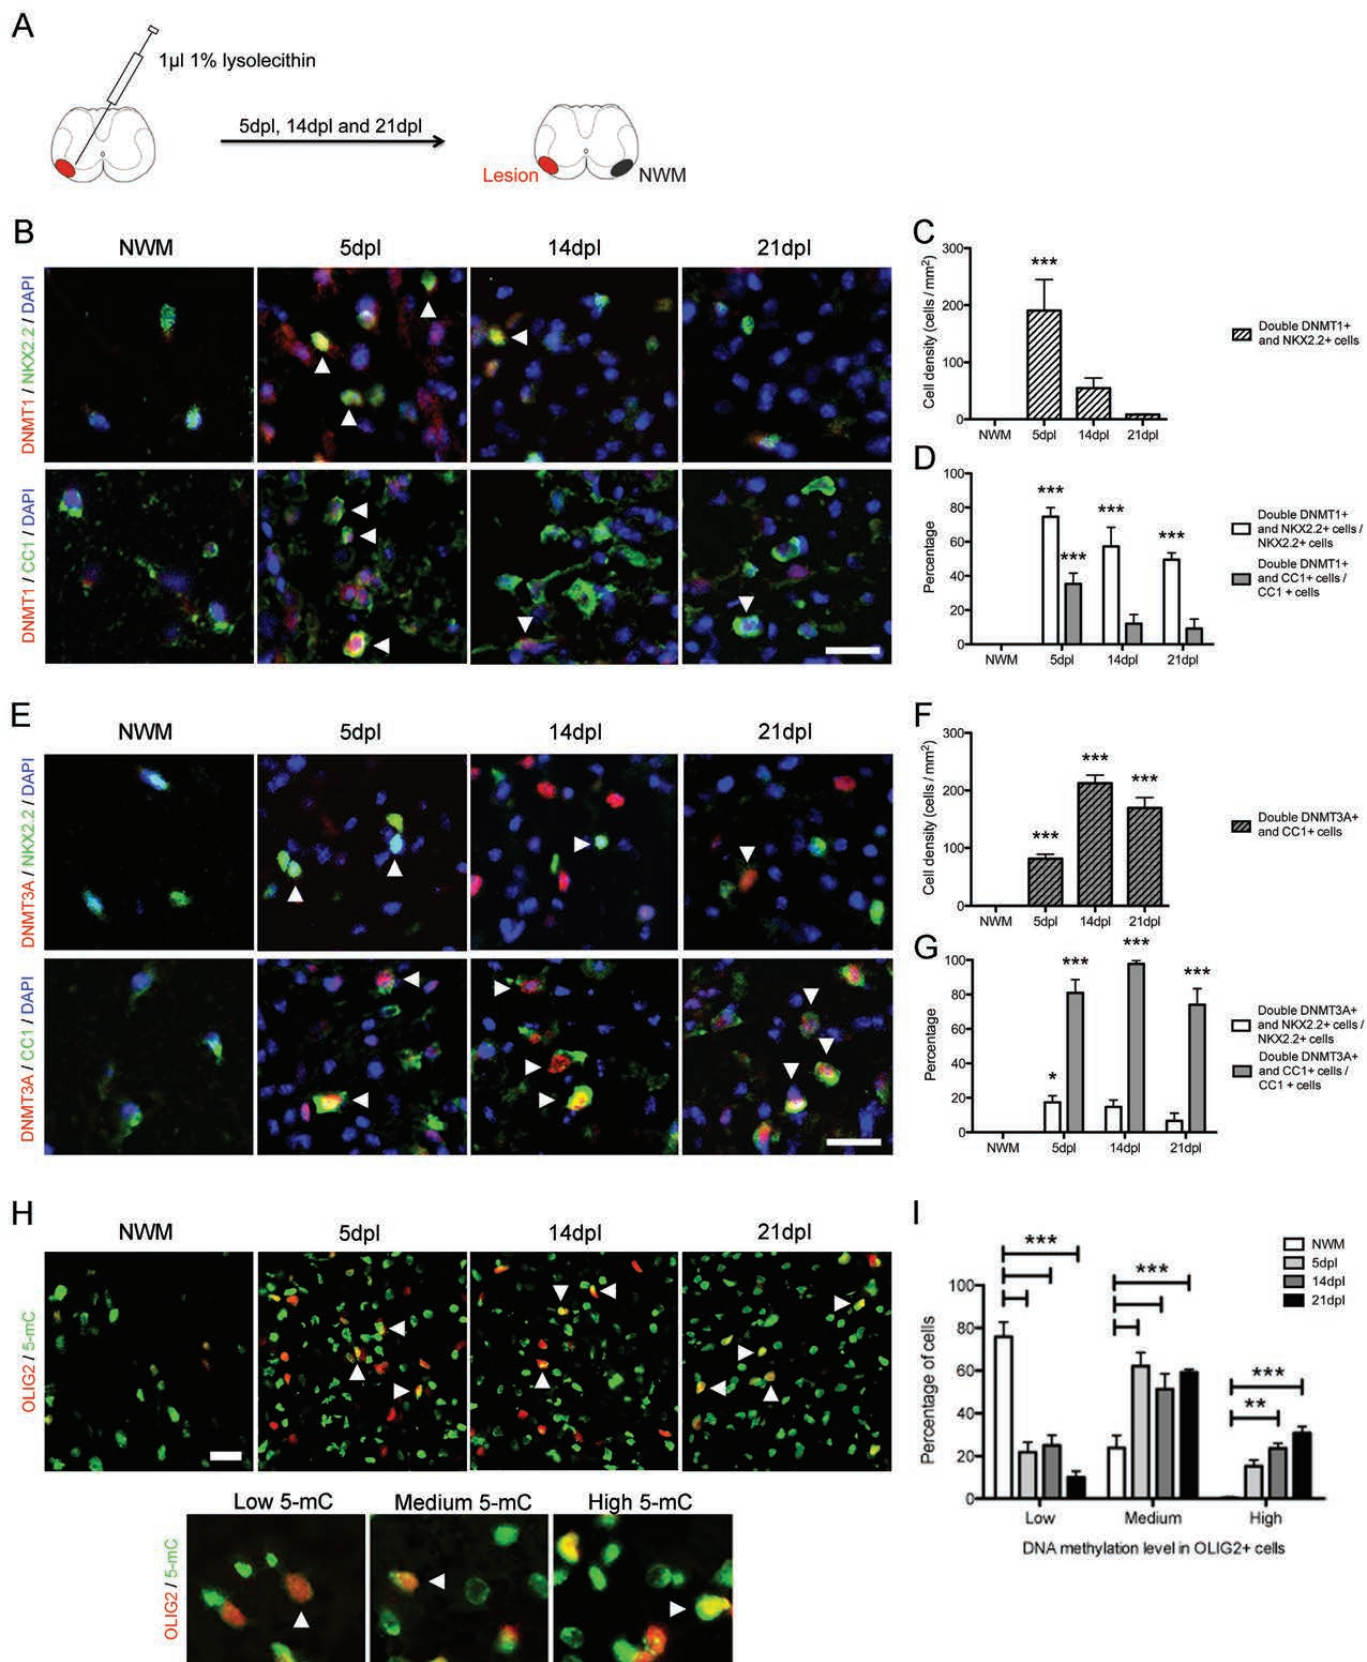 A
1µl 1% lysolecithin
5dpl, 14dpl and 21dpl
Lesion
NWM
B
NWM
5dpl
14dpl
21dpl
DNMT1 / NKX2.2 / DAPI
DNMT1 / CC1 / DAPI
C
Cell density (cells / mm²)
300
200
100
0
***
NWM
5dpl
14dpl
21dpl
Double DNMT1+
and NKX2.2+ cells
D
Percentage
100
80
60
40
20
0
***
***
***
***
NWM
5dpl
14dpl
21dpl
Double DNMT1+
and NKX2.2+ cells /
NKX2.2+ cells
Double DNMT1+
and CC1+ cells /
CC1 + cells
E
NWM
5dpl
14dpl
21dpl
DNMT3A / NKX2.2 / DAPI
DNMT3A / CC1 / DAPI
F
Cell density (cells / mm²)
300
200
100
0
***
***
***
NWM
5dpl
14dpl
21dpl
Double DNMT3A+
and CC1+ cells
G
Percentage
100
80
60
40
20
0
*
***
***
***
NWM
5dpl
14dpl
21dpl
Double DNMT3A+
and NKX2.2+ cells /
NKX2.2+ cells
Double DNMT3A+
and CC1+ cells /
CC1 + cells
H
NWM
5dpl
14dpl
21dpl
OLIG2 / 5-mC
Low 5-mC
Medium 5-mC
High 5-mC
OLIG2 / 5-mC
I
Percentage of cells
100
80
60
40
20
0
***
***
***
**
NWM
5dpl
14dpl
21dpl
Low
Medium
High
DNA methylation level in OLIG2+ cells